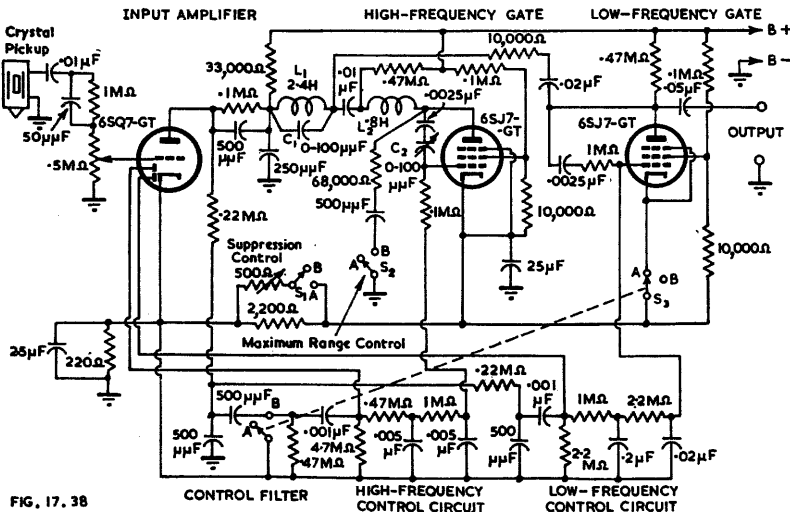 INPUT AMPLIFIER
HIGH-FREQUENCY GATE
LOW-FREQUENCY GATE
Crystal
Pickup
.01µF
1MΩ
50µµF
.5MΩ
6SQ7-GT
33,000Ω
.1MΩ
500
µµF
250µµF
L1
2.4H
C1
0-100µµF
.01
µF
.47MΩ
.1MΩ
L2
.8H
.0025µF
C2
0-100
µµF
6SJ7-
-GT
10,000Ω
.02µF
.47MΩ
.1MΩ
.05µF
B+
B-
6SJ7-GT
OUTPUT
1MΩ
.0025µF
68,000Ω
500µµF
.1MΩ
10,000Ω
25µF
10,000Ω
.22MΩ
Suppression
Control
500Ω
B
S1 A
2,200Ω
B
A
S2
Maximum Range Control
A
B
S3
25µF
220Ω
500µµF
B
A
500
µµF
.47MΩ
.001µF
4.7MΩ
.47MΩ
1MΩ
.005
µF
.005
µF
.22MΩ
500
µµF
.001
µF
1MΩ
2.2MΩ
2.2
MΩ
.2µF
.02µF
FIG. 17.38
CONTROL FILTER
HIGH-FREQUENCY
CONTROL CIRCUIT
LOW-FREQUENCY
CONTROL CIRCUIT